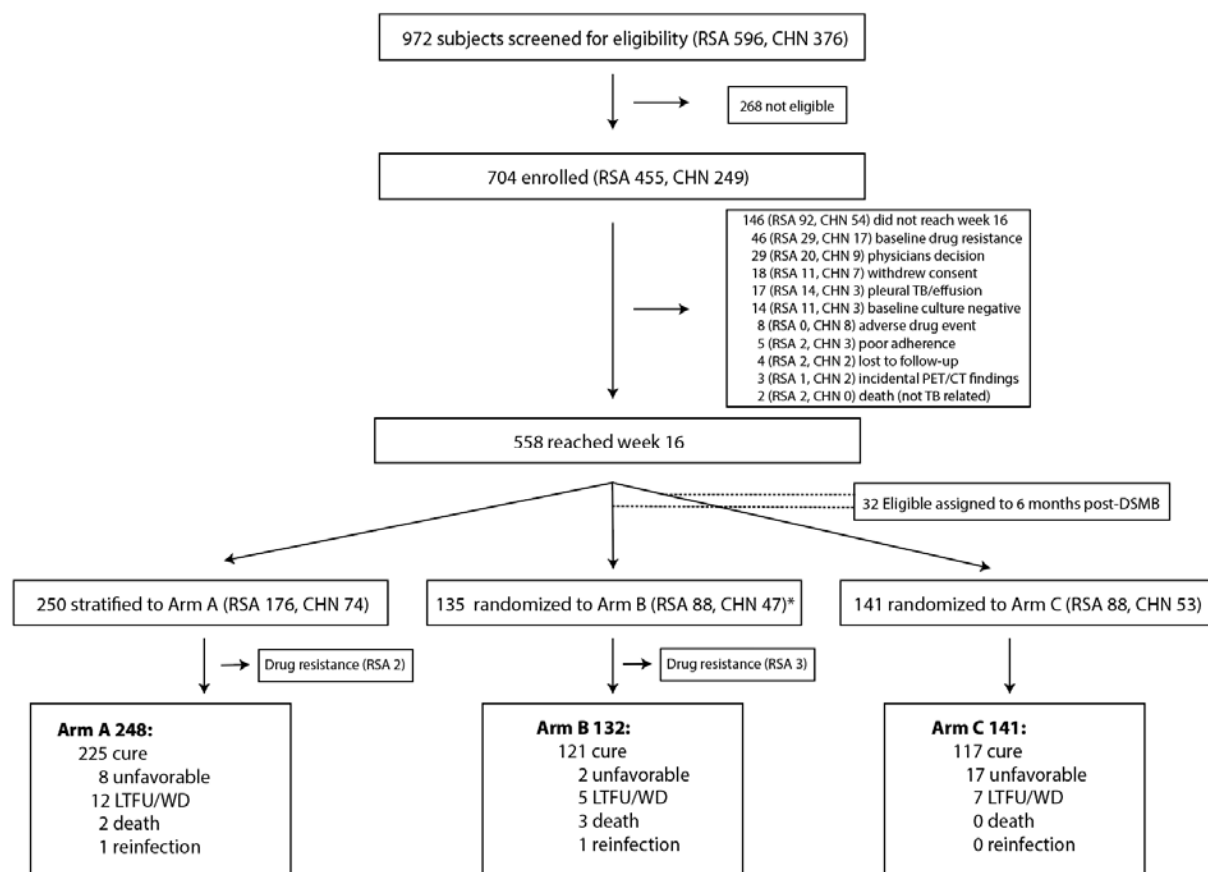 972 subjects screened for eligibility (RSA 596, CHN 376)
268 not eligible
704 enrolled (RSA 455, CHN 249)
146 (RSA 92, CHN 54) did not reach week 16
46 (RSA 29, CHN 17) baseline drug resistance
29 (RSA 20, CHN 9) physicians decision
18 (RSA 11, CHN 7) withdrew consent
17 (RSA 14, CHN 3) pleural TB/effusion
14 (RSA 11, CHN 3) baseline culture negative
8 (RSA 0, CHN 8) adverse drug event
5 (RSA 2, CHN 3) poor adherence
4 (RSA 2, CHN 2) lost to follow-up
3 (RSA 1, CHN 2) incidental PET/CT findings
2 (RSA 2, CHN 0) death (not TB related)
558 reached week 16
32 Eligible assigned to 6 months post-DSMB
250 stratified to Arm A (RSA 176, CHN 74)
135 randomized to Arm B (RSA 88, CHN 47)*
141 randomized to Arm C (RSA 88, CHN 53)
Drug resistance (RSA 2)
Drug resistance (RSA 3)
Arm A 248:
225 cure
8 unfavorable
12 LTFU/WD
2 death
1 reinfection
Arm B 132:
121 cure
2 unfavorable
5 LTFU/WD
3 death
1 reinfection
Arm C 141:
117 cure
17 unfavorable
7 LTFU/WD
0 death
0 reinfection